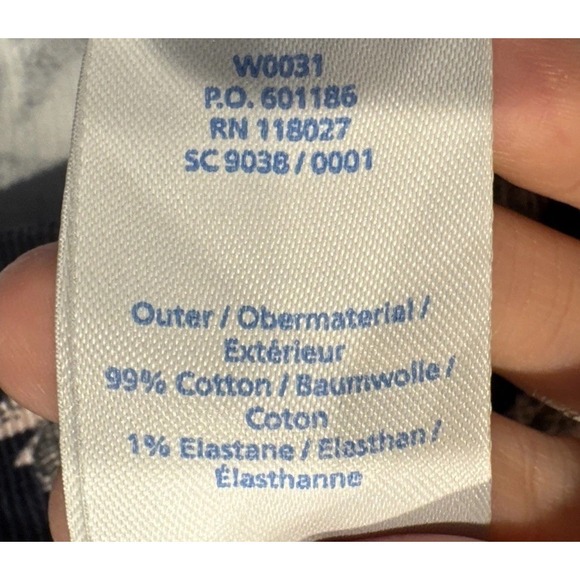 W0031
P.O. 601186
RN 118027
SC 9038 / 0001
Outer / Obermaterial /
Extérieur
99% Cotton / Baumwolle /
Coton
1% Elastane / Elasthan /
Élasthanne